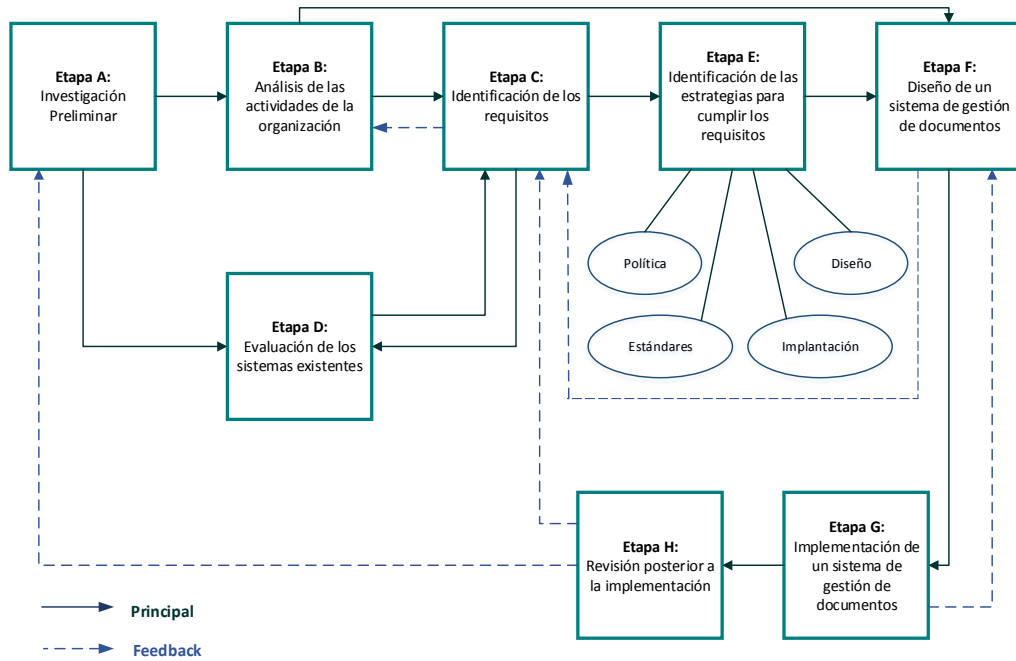 Etapa A:
Investigación
Preliminar
Etapa B:
Análisis de las
actividades de la
organización
Etapa C:
Identificación de los
requisitos
Etapa E:
Identificación de las
estrategias para
cumplir los
requisitos
Etapa F:
Diseño de un
sistema de gestión
de documentos
Política
Diseño
Estándares
Implantación
Etapa D:
Evaluación de los
sistemas existentes
Etapa H:
Revisión posterior a
la implementación
Etapa G:
Implementación de
un sistema de
gestión de
documentos
Principal
Feedback